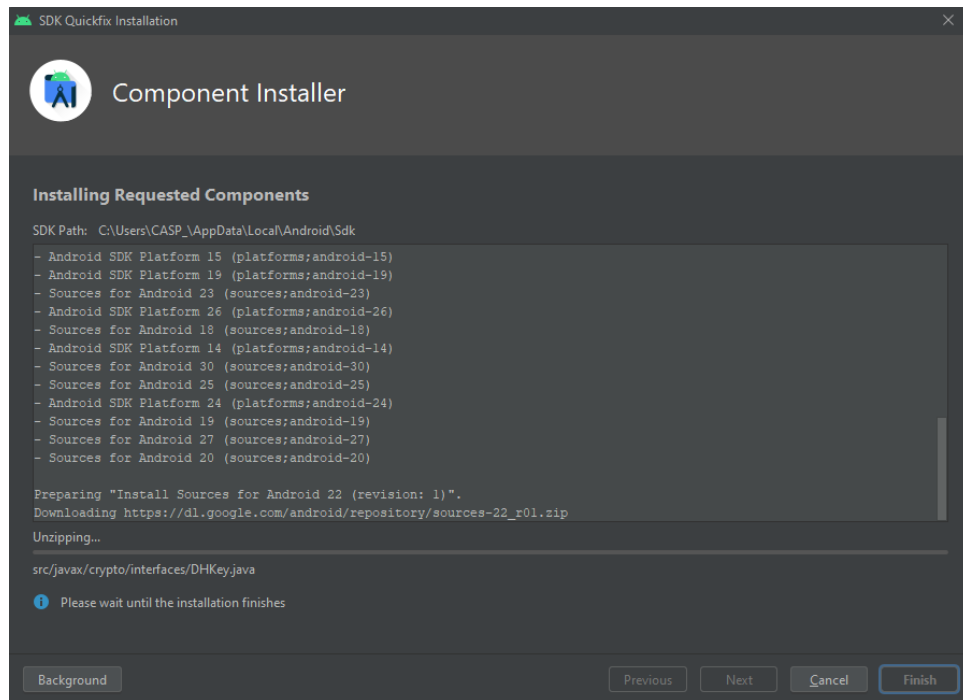 SDK Quickfix Installation
Component Installer
Installing Requested Components
SDK Path: C:\Users\CASP_\AppData\Local\Android\Sdk
- Android SDK Platform 15 (platforms;android-15)
- Android SDK Platform 19 (platforms;android-19)
- Sources for Android 23 (sources;android-23)
- Android SDK Platform 26 (platforms;android-26)
- Sources for Android 18 (sources;android-18)
- Android SDK Platform 14 (platforms;android-14)
- Sources for Android 30 (sources;android-30)
- Sources for Android 25 (sources;android-25)
- Android SDK Platform 24 (platforms;android-24)
- Sources for Android 19 (sources;android-19)
- Sources for Android 27 (sources;android-27)
- Sources for Android 20 (sources;android-20)
Preparing "Install Sources for Android 22 (revision: 1)".
Downloading https://dl.google.com/android/repository/sources-22_r01.zip
Unzipping...
src/javax/crypto/interfaces/DHKey.java
Please wait until the installation finishes
Background Previous Next Cancel Finish